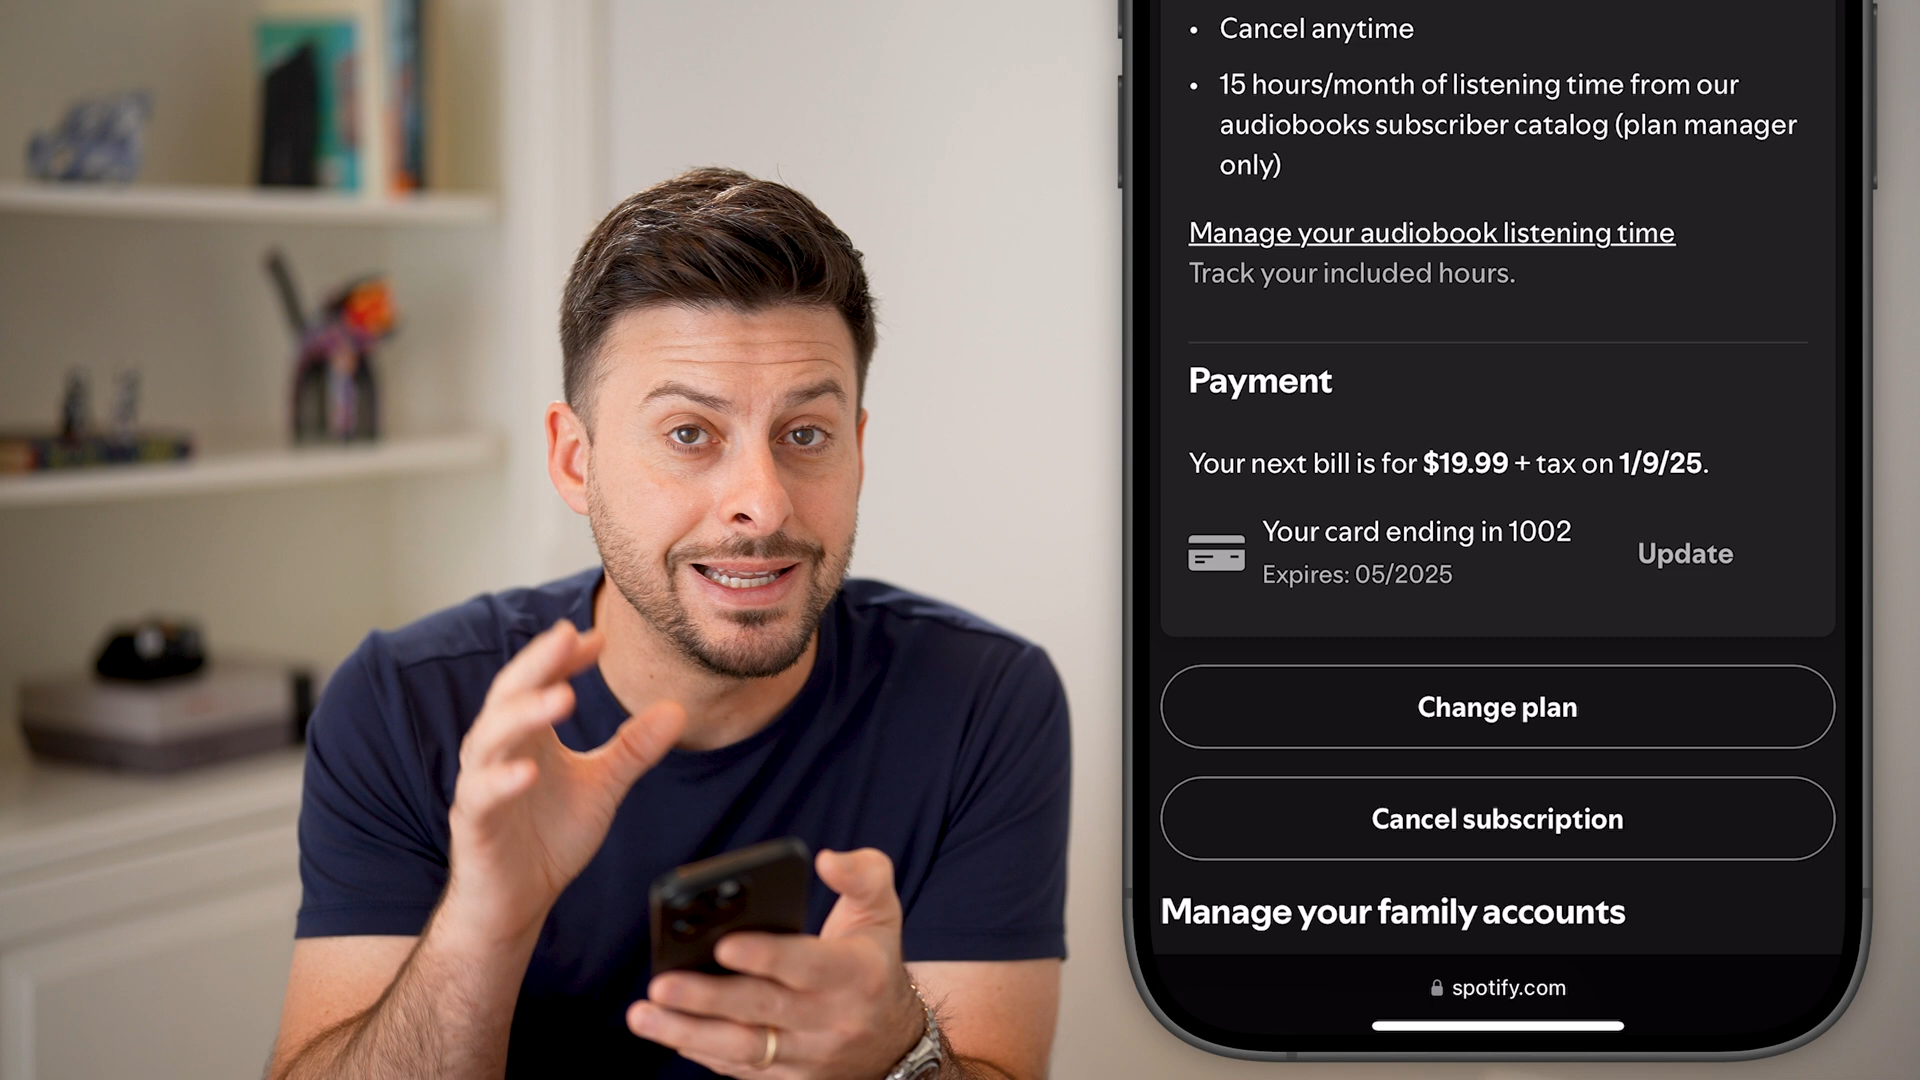 • Cancel anytime
• 15 hours/month of listening time from our
audiobooks subscriber catalog (plan manager
only)
Manage your audiobook listening time
Track your included hours.
Payment
Your next bill is for $19.99 + tax on 1/9/25.
Your card ending in 1002
Expires: 05/2025
Update
Change plan
Cancel subscription
Manage your family accounts
spotify.com